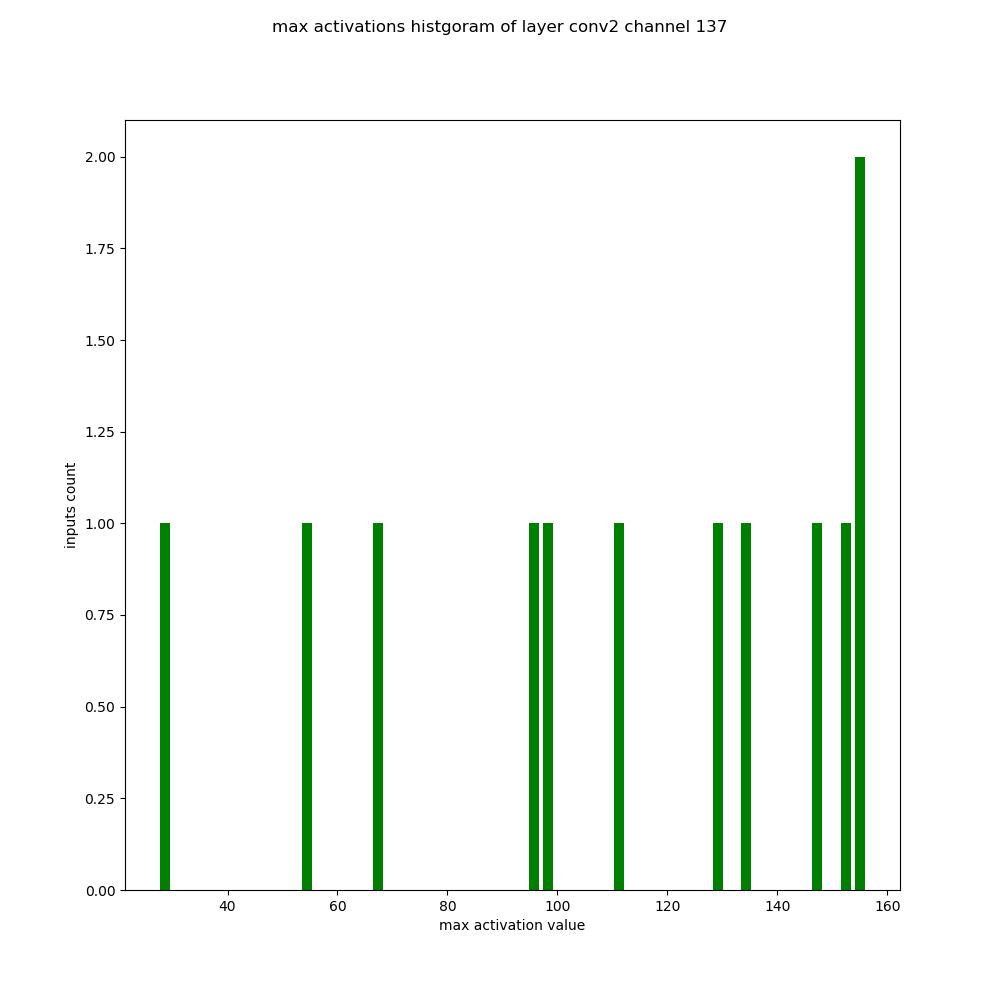 max activations histgoram of layer conv2 channel 137
2.00
1.75
1.50
1.25
1.00
0.75
0.50
0.25
0.00
inputs count
40 60 80 100 120 140 160
max activation value